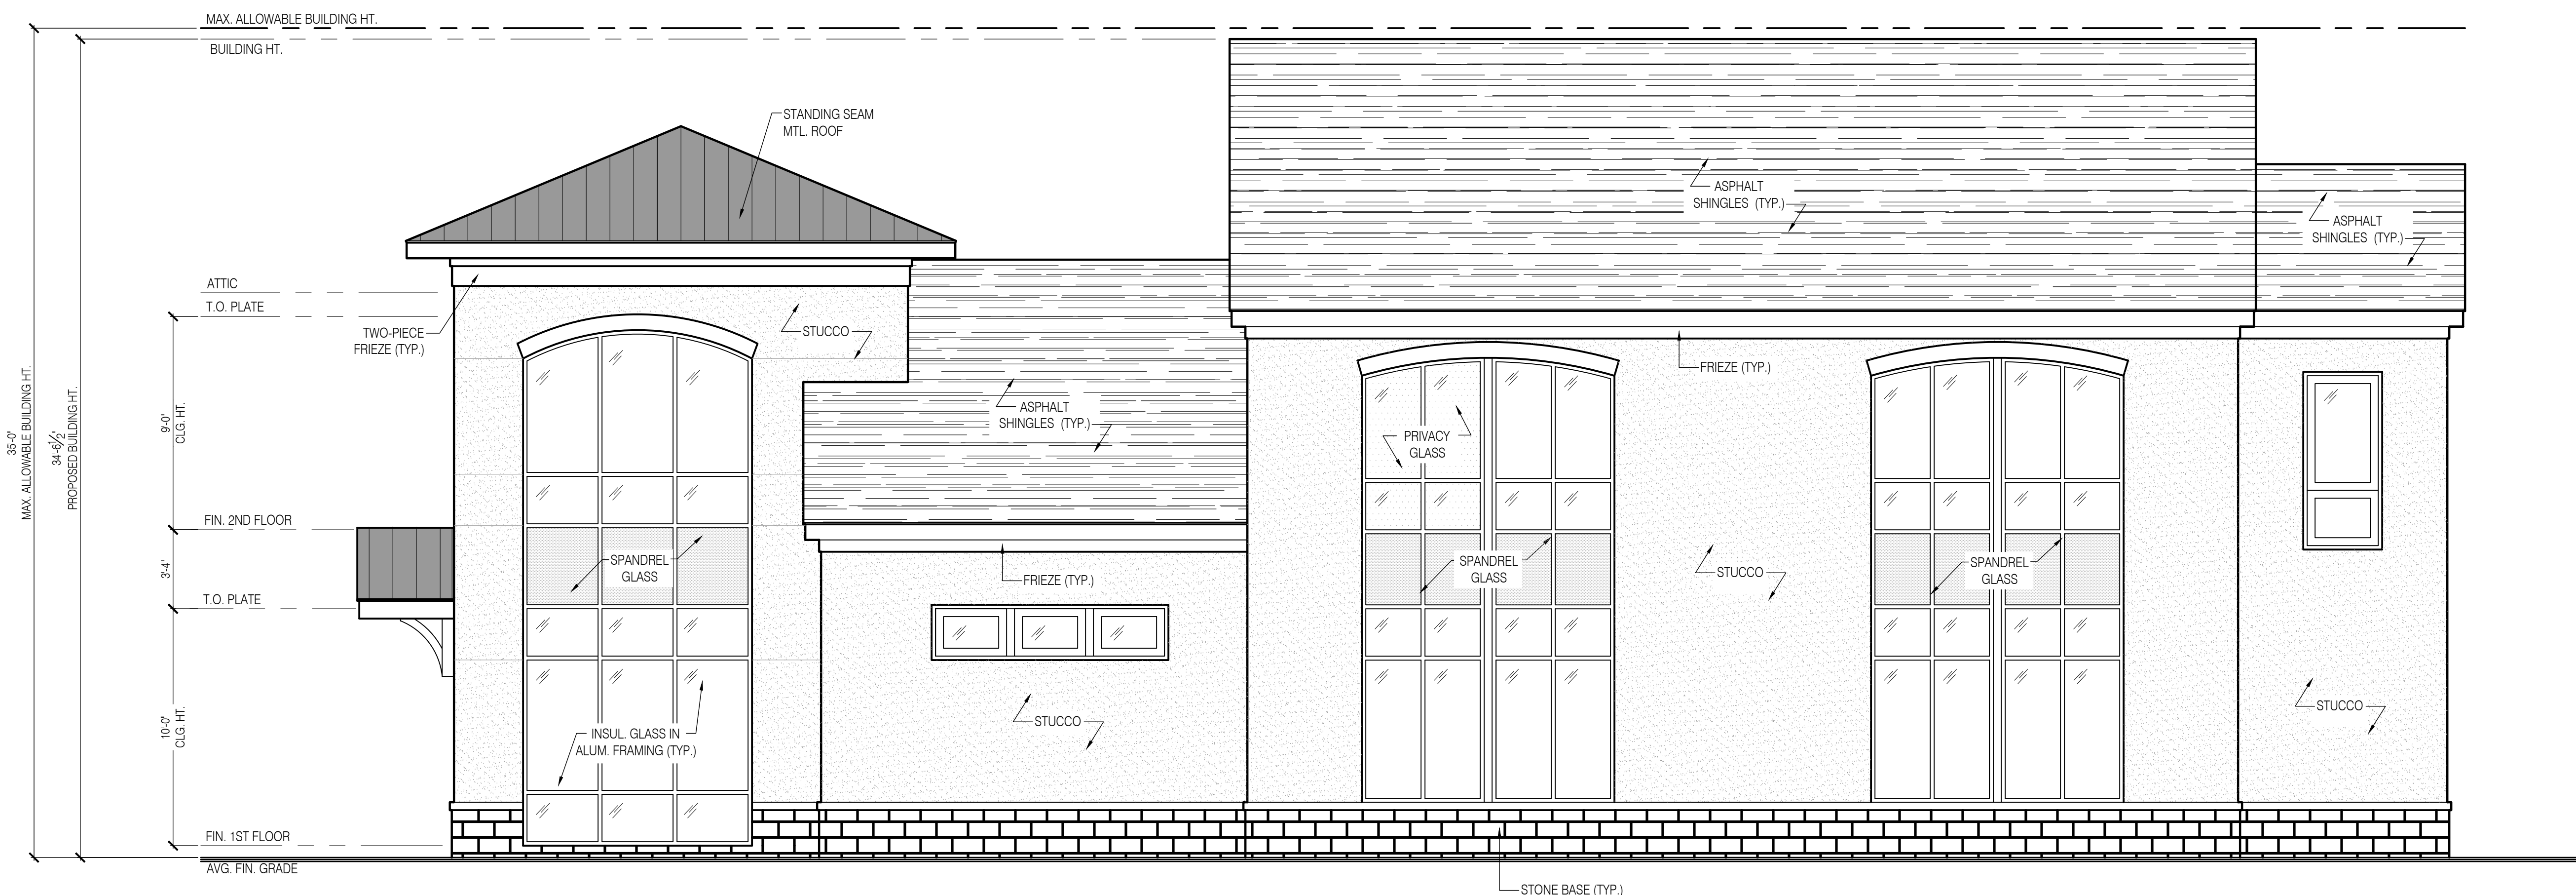 MAX. ALLOWABLE BUILDING HT.
BUILDING HT.
STANDING SEAM
MTL. ROOF
ASPHALT
SHINGLES (TYP.)
ASPHALT
SHINGLES (TYP.)
ATTIC
T.O. PLATE
TWO-PIECE
FRIEZE (TYP.)
STUCCO
FRIEZE (TYP.)
ASPHALT
SHINGLES (TYP.)
PRIVACY
GLASS
35'-0"
MAX. ALLOWABLE BUILDING HT.
34'-6 1/2"
PROPOSED BUILDING HT.
9'-0"
CLG. HT.
FIN. 2ND FLOOR
3'-4"
T.O. PLATE
SPANDREL
GLASS
FRIEZE (TYP.)
SPANDREL
GLASS
STUCCO
SPANDREL
GLASS
10'-0"
CLG. HT.
INSUL. GLASS IN
ALUM. FRAMING (TYP.)
STUCCO
STUCCO
FIN. 1ST FLOOR
AVG. FIN. GRADE
STONE BASE (TYP.)